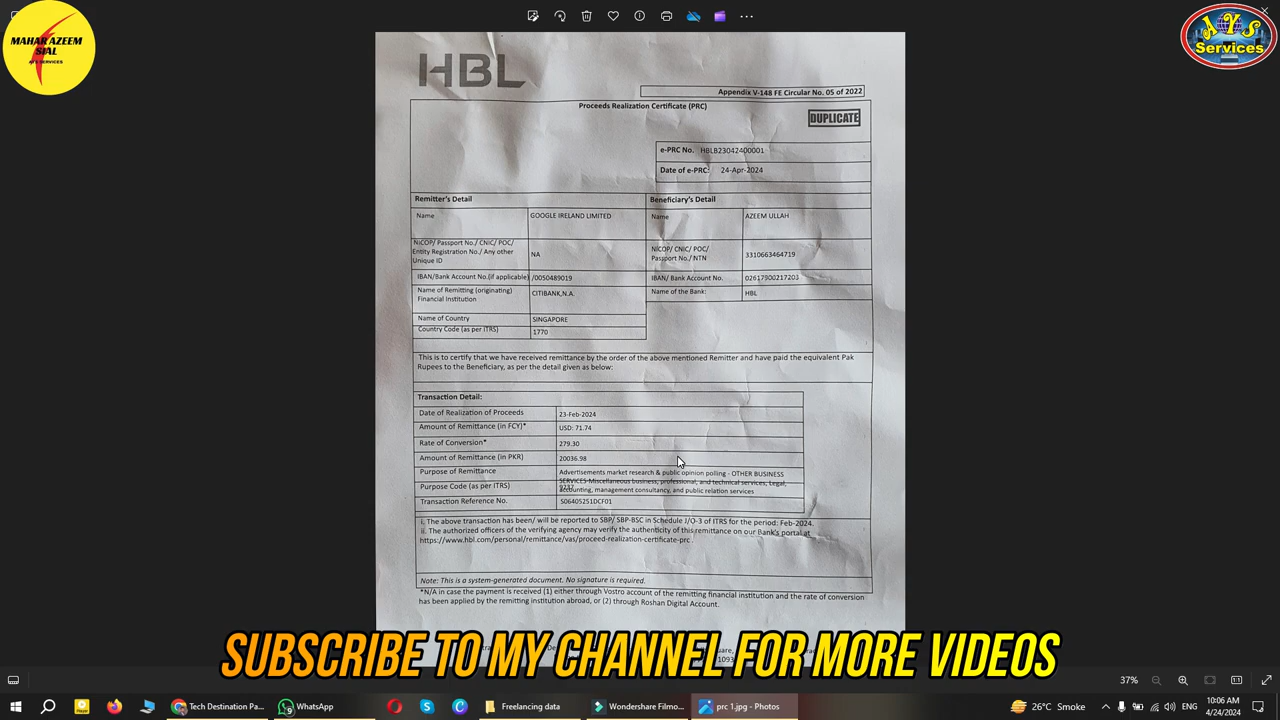 MAHAR AZEEM
SIAL
AYS SERVICES
AYS
Services
HBL
Appendix V-148 FE Circular No. 05 of 2022
Proceeds Realization Certificate (PRC)
DUPLICATE
e-PRC No. HBLB23042400001
Date of e-PRC: 24-Apr-2024
Remitter's Detail
Beneficiary's Detail
Name GOOGLE IRELAND LIMITED
Name AZEEM ULLAH
NICOP/ Passport No./ CNIC/ POC/
Entity Registration No./ Any other
Unique ID
NA
NICOP/ CNIC/ POC/
Passport No./ NTN
3310663464719
IBAN/Bank Account No.(if applicable) /0050489019
IBAN/ Bank Account No. 02617900217203
Name of Remitting (originating)
Financial Institution
CITIBANK,N.A.
Name of the Bank: HBL
Name of Country SINGAPORE
Country Code (as per ITRS) 1770
This is to certify that we have received remittance by the order of the above mentioned Remitter and have paid the equivalent Pak
Rupees to the Beneficiary, as per the detail given as below:
Transaction Detail:
Date of Realization of Proceeds 23-Feb-2024
Amount of Remittance (in FCY)* USD: 71.74
Rate of Conversion* 279.30
Amount of Remittance (in PKR) 20036.98
Purpose of Remittance Advertisements market research & public opinion polling - OTHER BUSINESS
SERVICES-Miscellaneous business, professional, and technical services, Legal,
accounting, management consultancy, and public relation services
Purpose Code (as per ITRS)
Transaction Reference No. S06405251DCF01
i. The above transaction has been/ will be reported to SBP/ SBP-BSC in Schedule J/O-3 of ITRS for the period: Feb-2024.
ii. The authorized officers of the verifying agency may verify the authenticity of this remittance on our Bank's portal at
https://www.hbl.com/personal/remittance/vas/proceed-realization-certificate-prc.
Note: This is a system-generated document. No signature is required.
*N/A in case the payment is received (1) either through Vostro account of the remitting financial institution and the rate of conversion
has been applied by the remitting institution abroad, or (2) through Roshan Digital Account.
SUBSCRIBE TO MY CHANNEL FOR MORE VIDEOS
37%
Tech Destination Pa...
WhatsApp
9
Freelancing data
Wondershare Filmo...
prc 1.jpg - Photos
26°C Smoke
ENG
10:06 AM
4/24/2024